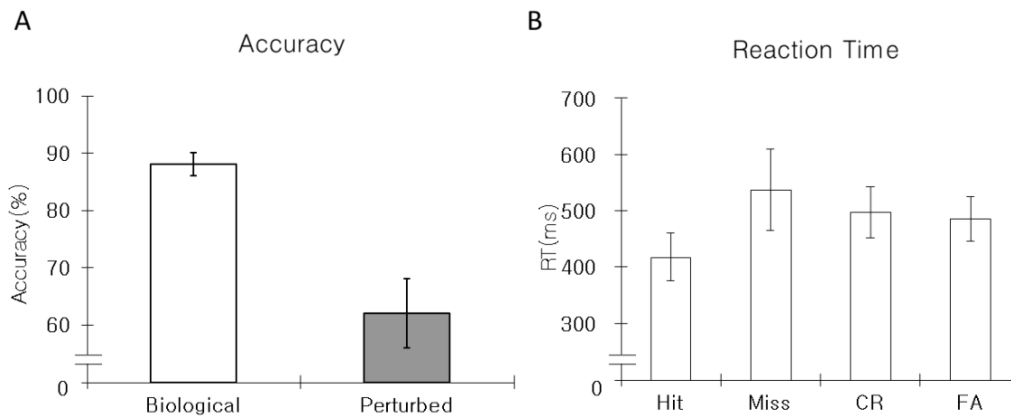 A
Accuracy
Accuracy(%)
100
90
80
70
60
0
Biological
Perturbed
B
Reaction Time
RT(ms)
700
600
500
400
300
0
Hit
Miss
CR
FA